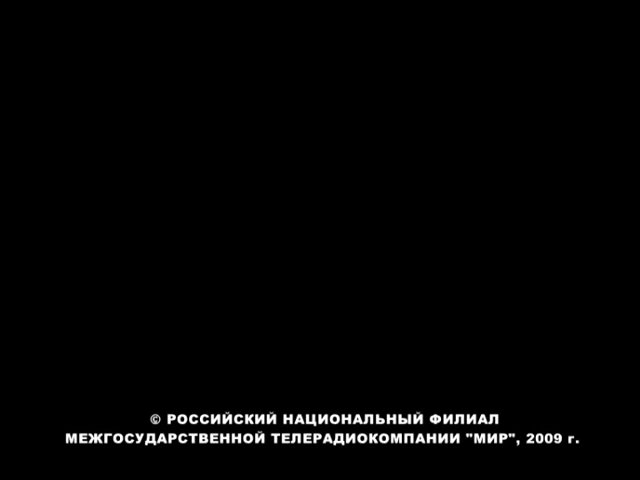 © РОССИЙСКИЙ НАЦИОНАЛЬНЫЙ ФИЛИАЛ
МЕЖГОСУДАРСТВЕННОЙ ТЕЛЕРАДИОКОМПАНИИ "МИР", 2009 г.